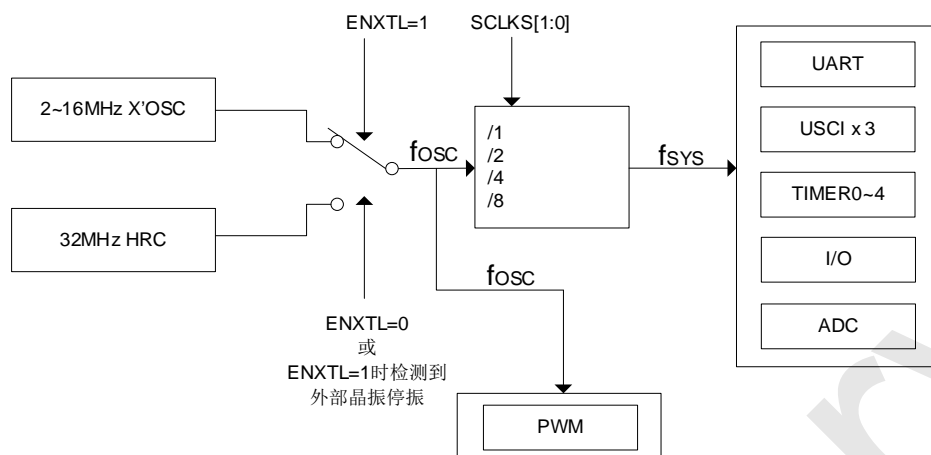 ENXTL=1
SCLKS[1:0]
2~16MHz X'OSC
32MHz HRC
fOSC
/1
/2
/4
/8
fSYS
UART
USCI x 3
TIMER0~4
I/O
ADC
fOSC
ENXTL=0
或
ENXTL=1时检测到
外部晶振停振
PWM